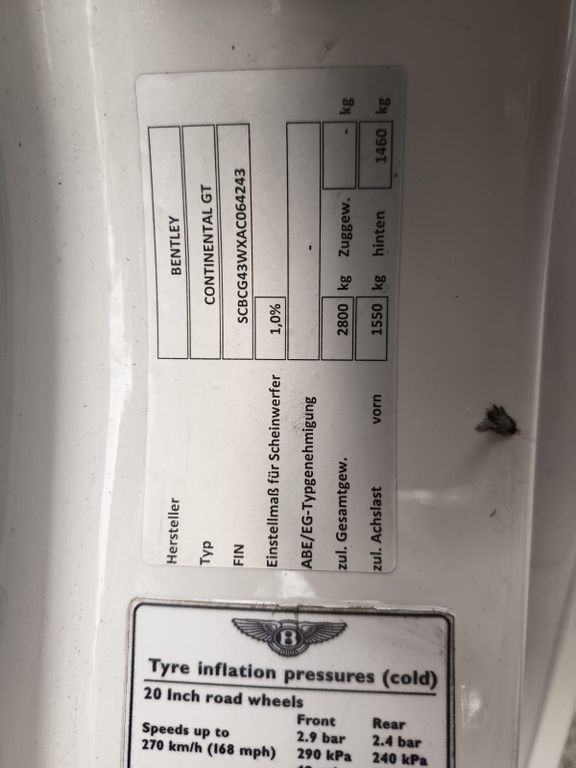 Hersteller BENTLEY
Typ CONTINENTAL GT
FIN SCBCG43WXAC064243
Einstellmaß für Scheinwerfer 1,0%
ABE/EG-Typgenehmigung -
zul. Gesamtgew. 2800 kg Zuggew. - kg
zul. Achslast vorn 1550 kg hinten 1460 kg
B
Tyre inflation pressures (cold)
20 Inch road wheels
Front Rear
Speeds up to 2.9 bar 2.4 bar
270 km/h (168 mph) 290 kPa 240 kPa